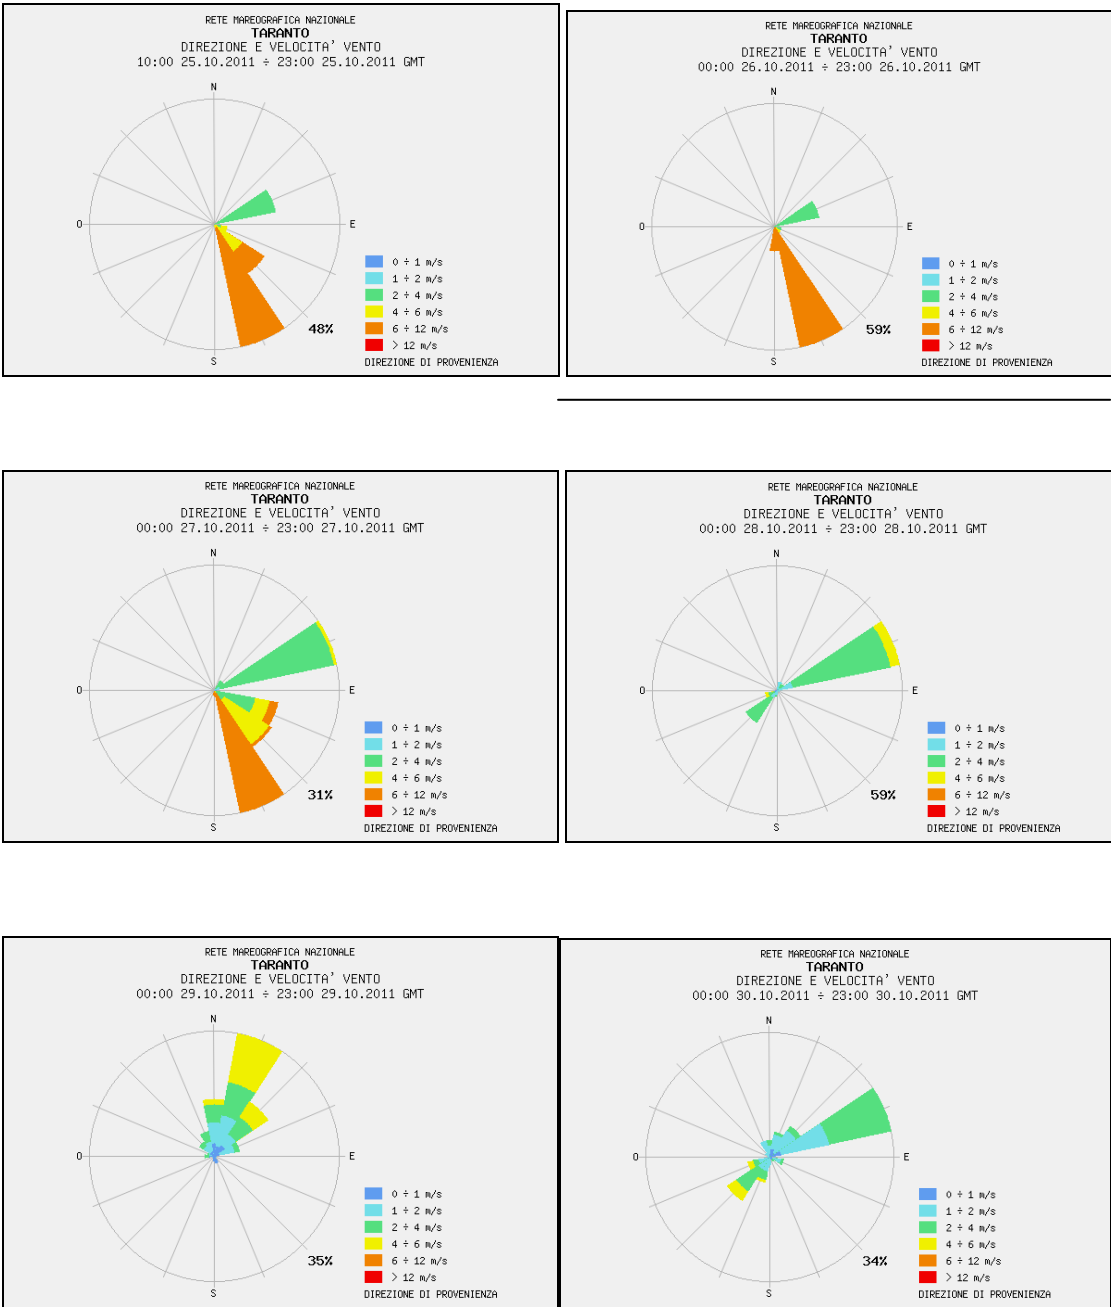 RETE MAREOGRAFICA NAZIONALE
TARANTO
DIREZIONE E VELOCITA' VENTO
10:00 25.10.2011 ÷ 23:00 25.10.2011 GMT
N
O
E
S
48%
0 ÷ 1 m/s
1 ÷ 2 m/s
2 ÷ 4 m/s
4 ÷ 6 m/s
6 ÷ 12 m/s
> 12 m/s
DIREZIONE DI PROVENIENZA
RETE MAREOGRAFICA NAZIONALE
TARANTO
DIREZIONE E VELOCITA' VENTO
00:00 26.10.2011 ÷ 23:00 26.10.2011 GMT
N
O
E
S
59%
0 ÷ 1 m/s
1 ÷ 2 m/s
2 ÷ 4 m/s
4 ÷ 6 m/s
6 ÷ 12 m/s
> 12 m/s
DIREZIONE DI PROVENIENZA
RETE MAREOGRAFICA NAZIONALE
TARANTO
DIREZIONE E VELOCITA' VENTO
00:00 27.10.2011 ÷ 23:00 27.10.2011 GMT
N
O
E
S
31%
0 ÷ 1 m/s
1 ÷ 2 m/s
2 ÷ 4 m/s
4 ÷ 6 m/s
6 ÷ 12 m/s
> 12 m/s
DIREZIONE DI PROVENIENZA
RETE MAREOGRAFICA NAZIONALE
TARANTO
DIREZIONE E VELOCITA' VENTO
00:00 28.10.2011 ÷ 23:00 28.10.2011 GMT
N
O
E
S
59%
0 ÷ 1 m/s
1 ÷ 2 m/s
2 ÷ 4 m/s
4 ÷ 6 m/s
6 ÷ 12 m/s
> 12 m/s
DIREZIONE DI PROVENIENZA
RETE MAREOGRAFICA NAZIONALE
TARANTO
DIREZIONE E VELOCITA' VENTO
00:00 29.10.2011 ÷ 23:00 29.10.2011 GMT
N
O
E
S
35%
0 ÷ 1 m/s
1 ÷ 2 m/s
2 ÷ 4 m/s
4 ÷ 6 m/s
6 ÷ 12 m/s
> 12 m/s
DIREZIONE DI PROVENIENZA
RETE MAREOGRAFICA NAZIONALE
TARANTO
DIREZIONE E VELOCITA' VENTO
00:00 30.10.2011 ÷ 23:00 30.10.2011 GMT
N
O
E
S
34%
0 ÷ 1 m/s
1 ÷ 2 m/s
2 ÷ 4 m/s
4 ÷ 6 m/s
6 ÷ 12 m/s
> 12 m/s
DIREZIONE DI PROVENIENZA